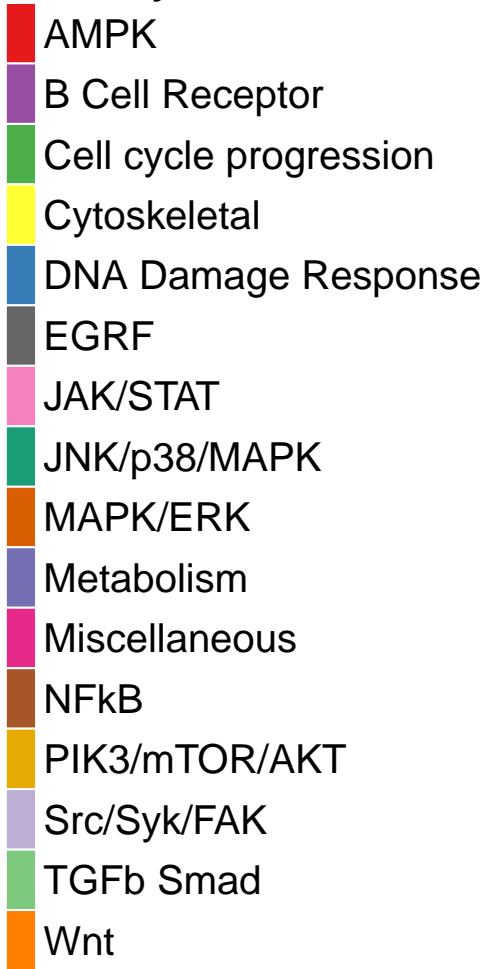 AMPK
B Cell Receptor
Cell cycle progression
Cytoskeletal
DNA Damage Response
EGRF
JAK/STAT
JNK/p38/MAPK
MAPK/ERK
Metabolism
Miscellaneous
NFkB
PIK3/mTOR/AKT
Src/Syk/FAK
TGFb Smad
Wnt